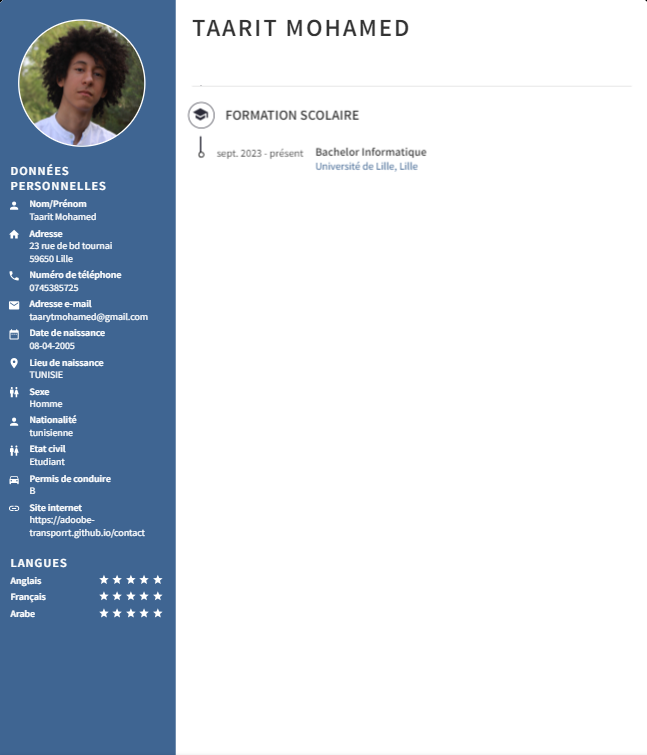 TAARIT MOHAMED
DONNÉES
PERSONNELLES
Nom/Prénom
Taarit Mohamed
Adresse
23 rue de bd tournai
59650 Lille
Numéro de téléphone
0745385725
Adresse e-mail
taarytmohamed@gmail.com
Date de naissance
08-04-2005
Lieu de naissance
TUNISIE
Sexe
Homme
Nationalité
tunisienne
Etat civil
Etudiant
Permis de conduire
B
Site internet
https://adoobe-
transporrt.github.io/contact
LANGUES
Anglais
Français
Arabe
FORMATION SCOLAIRE
sept. 2023 - présent Bachelor Informatique
Université de Lille, Lille